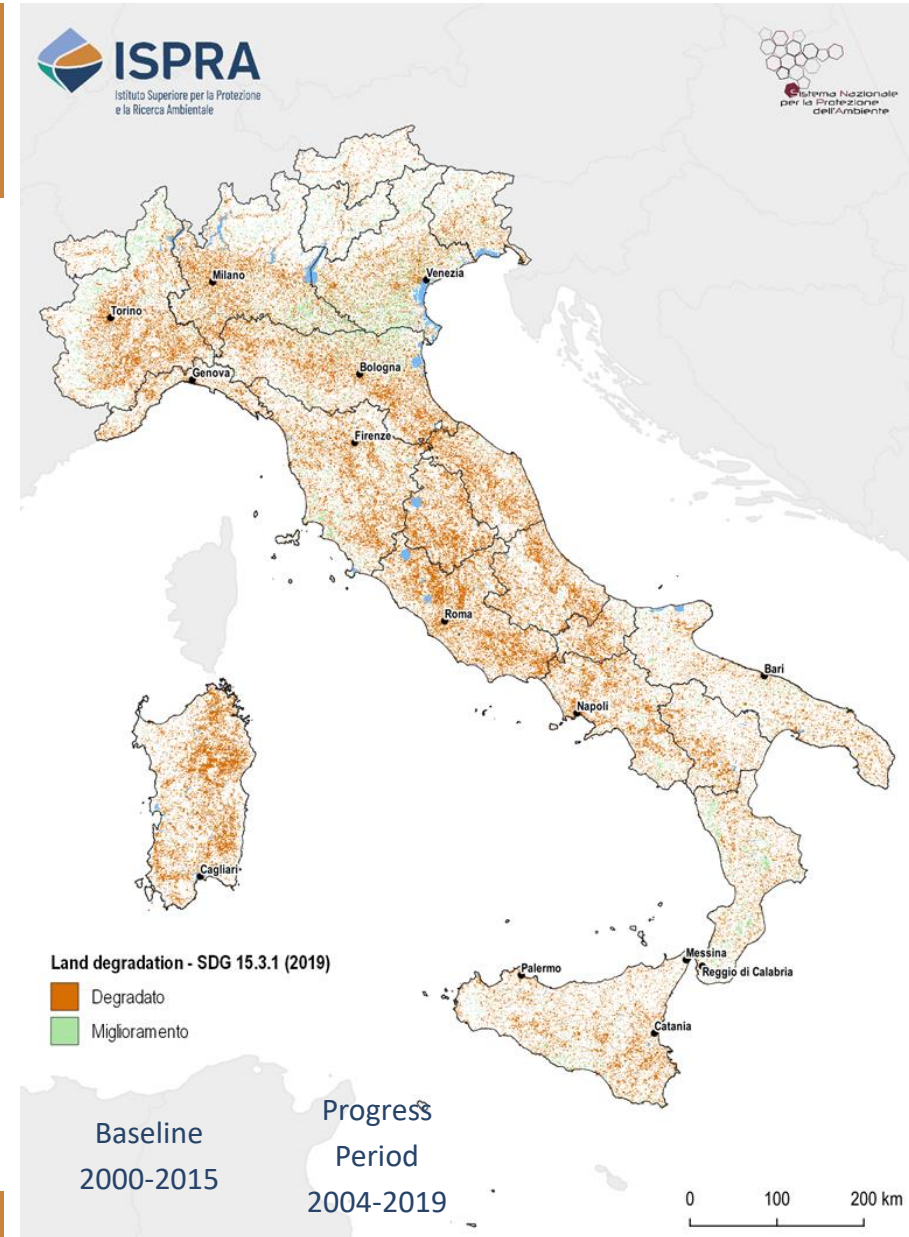 ISPRA
Istituto Superiore per la Protezione
e la Ricerca Ambientale
Sistema Nazionale
per la Protezione
dell'Ambiente
Milano
Venezia
Torino
Genova
Bologna
Firenze
Roma
Bari
Napoli
Cagliari
Messina
Reggio di Calabria
Palermo
Catania
Land degradation - SDG 15.3.1 (2019)
Degradato
Miglioramento
Baseline
2000-2015
Progress
Period
2004-2019
0 100 200 km